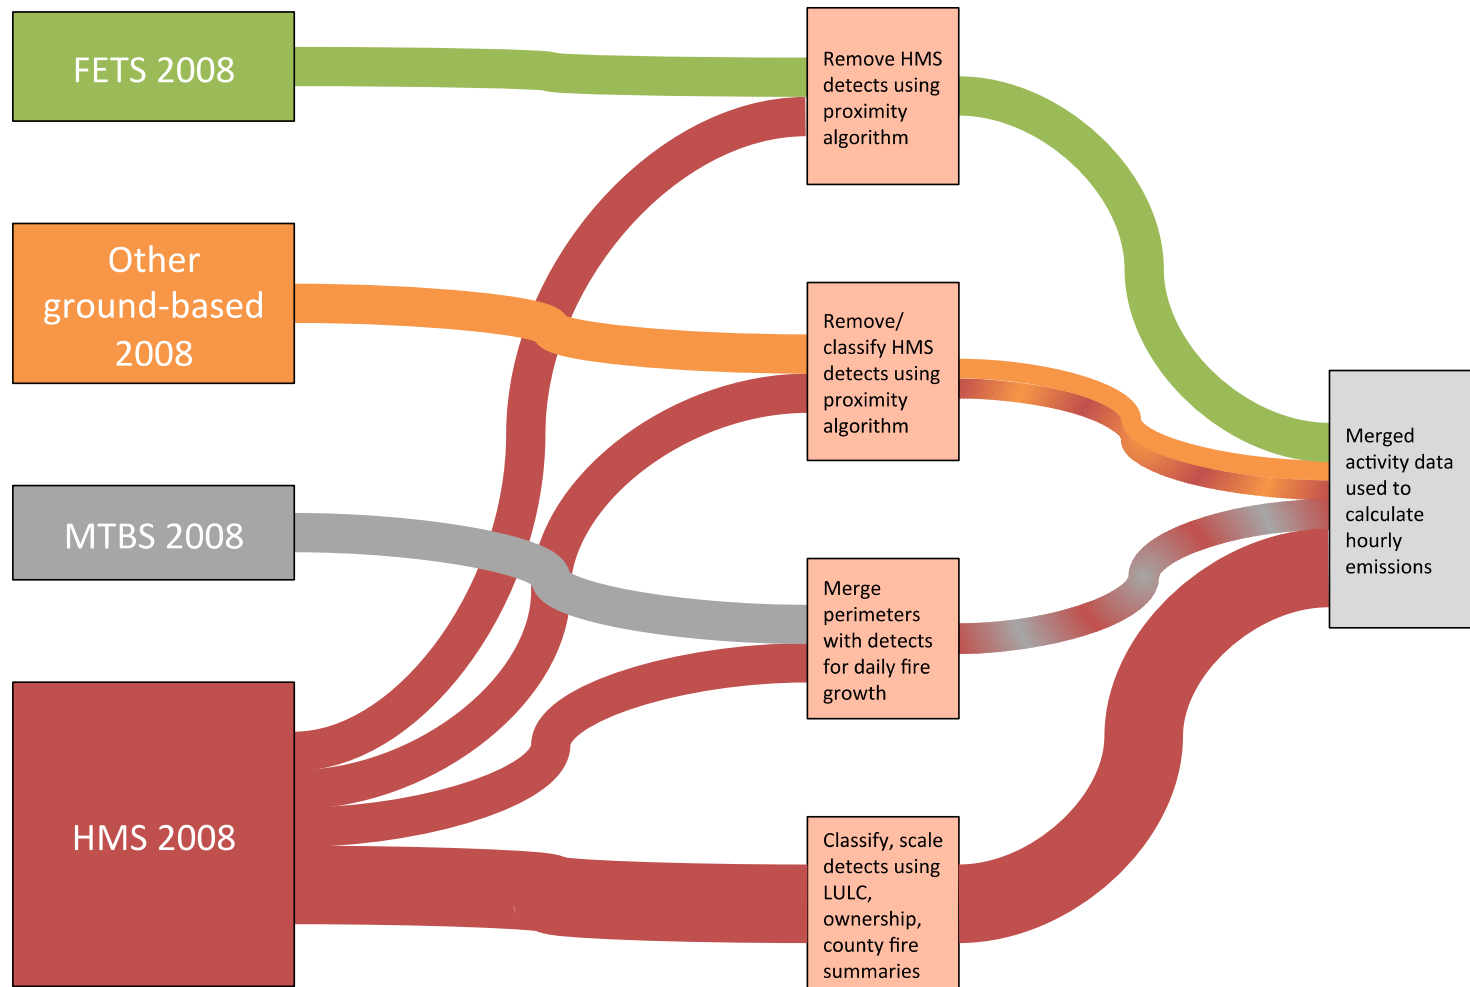 FETS 2008
Other
ground-based
2008
MTBS 2008
HMS 2008
Remove HMS
detects using
proximity
algorithm
Remove/
classify HMS
detects using
proximity
algorithm
Merge
perimeters
with detects
for daily fire
growth
Classify, scale
detects using
LULC,
ownership,
county fire
summaries
Merged
activity data
used to
calculate
hourly
emissions